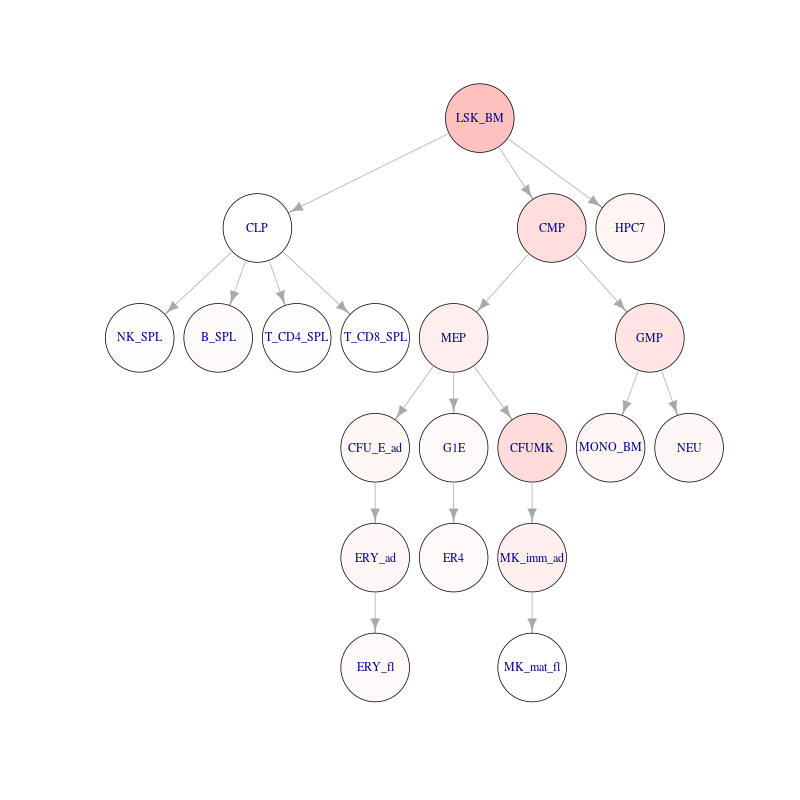 LSK_BM
CLP
CMP
HPC7
NK_SPL
B_SPL
T_CD4_SPL
T_CD8_SPL
MEP
GMP
CFU_E_ad
G1E
CFUMK
MONO_BM
NEU
ERY_ad
ER4
MK_imm_ad
ERY_fl
MK_mat_fl